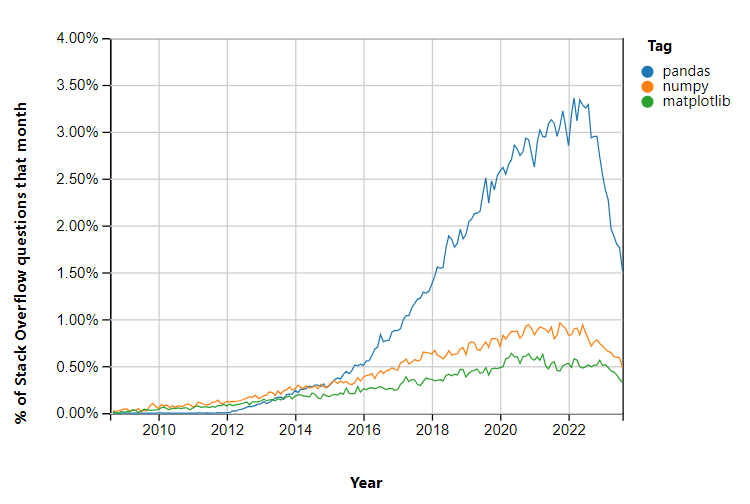 Tag
pandas
numpy
matplotlib
4.00%
3.50%
3.00%
2.50%
2.00%
1.50%
1.00%
0.50%
0.00%
% of Stack Overflow questions that month
2010 2012 2014 2016 2018 2020 2022
Year